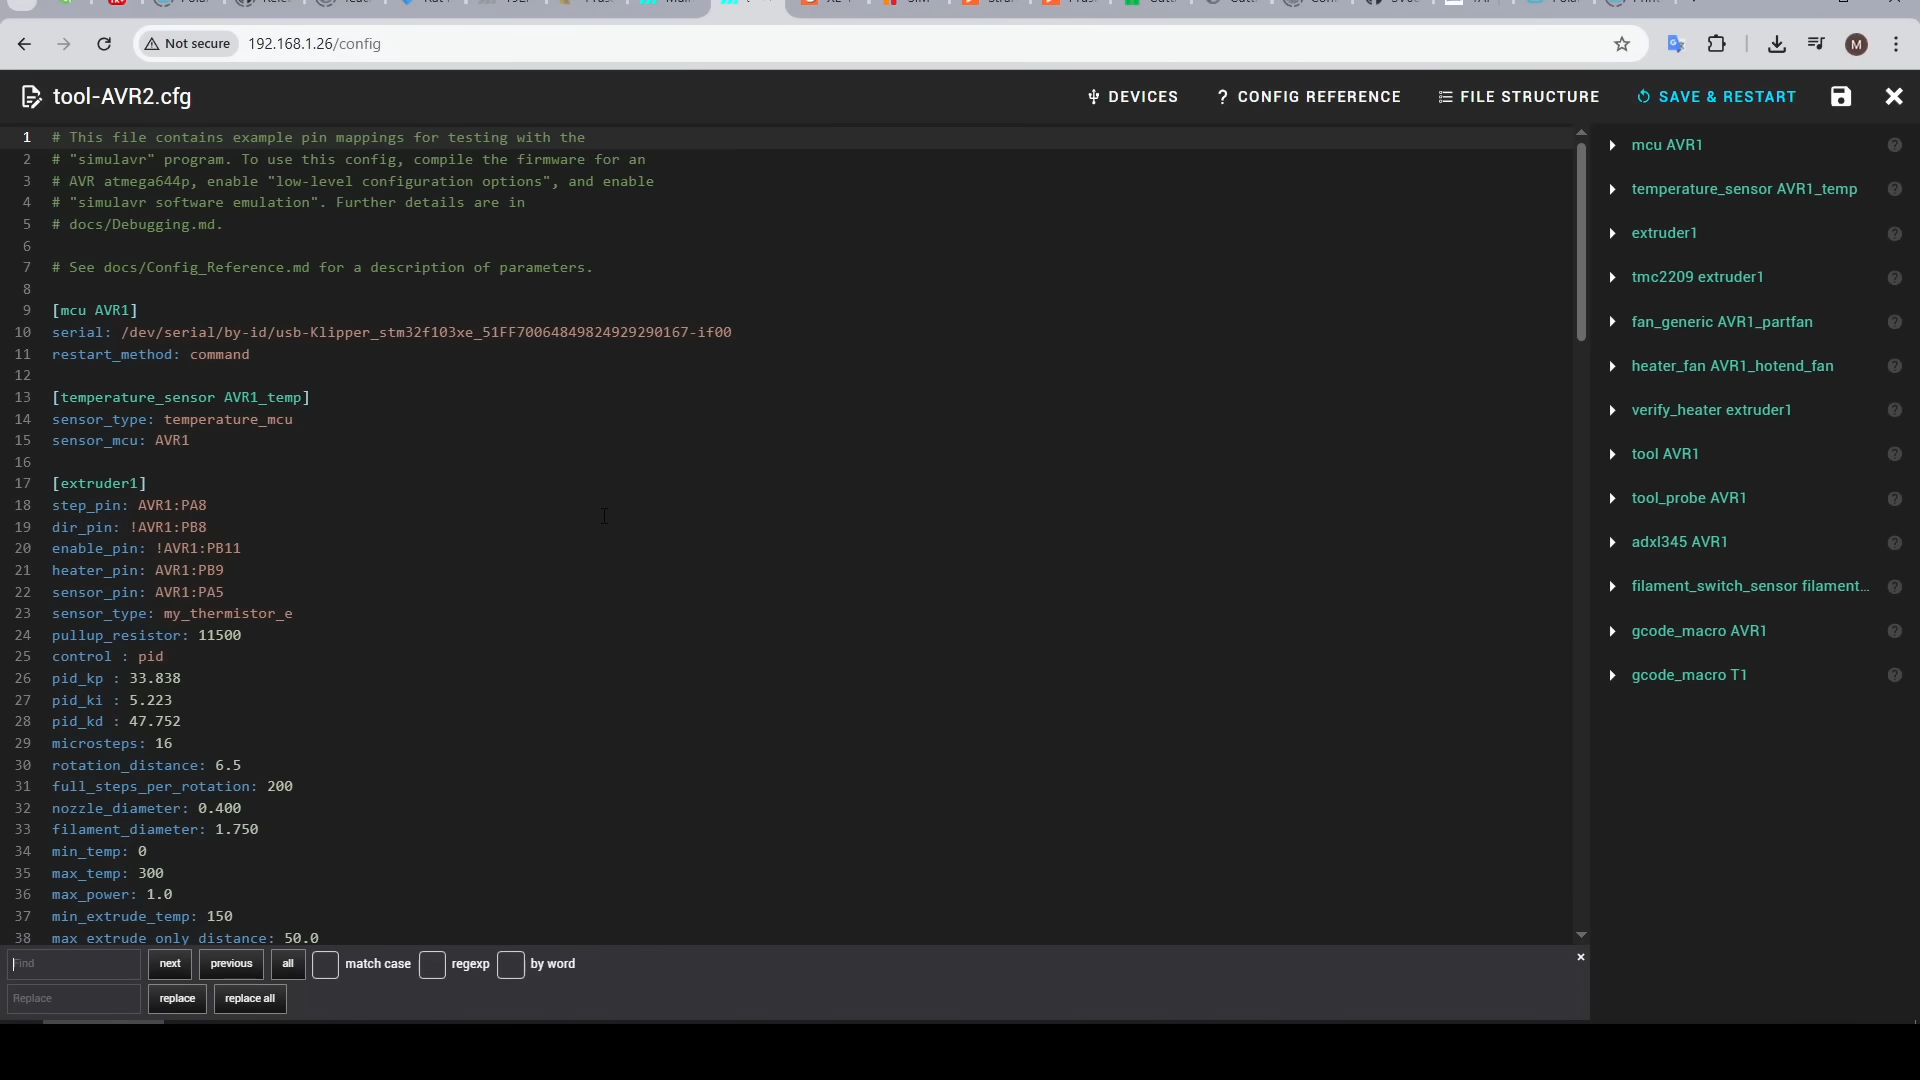 Not secure
192.168.1.26/config
M
tool-AVR2.cfg
DEVICES
? CONFIG REFERENCE
FILE STRUCTURE
SAVE & RESTART
1 # This file contains example pin mappings for testing with the
2 # "simulavr" program. To use this config, compile the firmware for an
3 # AVR atmega644p, enable "low-level configuration options", and enable
4 # "simulavr software emulation". Further details are in
5 # docs/Debugging.md.
6
7 # See docs/Config_Reference.md for a description of parameters.
8
9 [mcu AVR1]
10 serial: /dev/serial/by-id/usb-Klipper_stm32f103xe_51FF70064849824929290167-if00
11 restart_method: command
12
13 [temperature_sensor AVR1_temp]
14 sensor_type: temperature_mcu
15 sensor_mcu: AVR1
16
17 [extruder1]
18 step_pin: AVR1:PA8
19 dir_pin: !AVR1:PB8
20 enable_pin: !AVR1:PB11
21 heater_pin: AVR1:PB9
22 sensor_pin: AVR1:PA5
23 sensor_type: my_thermistor_e
24 pullup_resistor: 11500
25 control : pid
26 pid_kp : 33.838
27 pid_ki : 5.223
28 pid_kd : 47.752
29 microsteps: 16
30 rotation_distance: 6.5
31 full_steps_per_rotation: 200
32 nozzle_diameter: 0.400
33 filament_diameter: 1.750
34 min_temp: 0
35 max_temp: 300
36 max_power: 1.0
37 min_extrude_temp: 150
38 max_extrude_only_distance: 50.0
mcu AVR1
temperature_sensor AVR1_temp
extruder1
tmc2209 extruder1
fan_generic AVR1_partfan
heater_fan AVR1_hotend_fan
verify_heater extruder1
tool AVR1
tool_probe AVR1
adxl345 AVR1
filament_switch_sensor filament...
gcode_macro AVR1
gcode_macro T1
Find
next
previous
all
match case
regexp
by word
×
Replace
replace
replace all